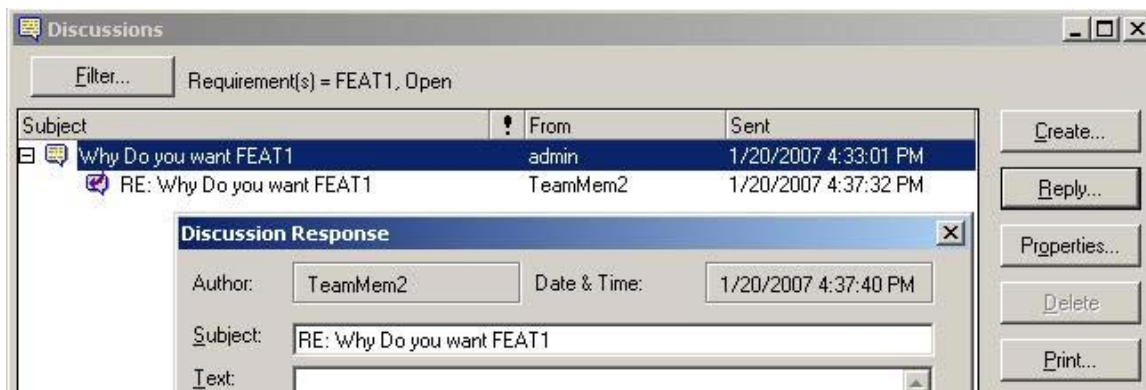 Discussions
Filter... Requirement(s) = FEAT1, Open
Subject ! From Sent
Why Do you want FEAT1 admin 1/20/2007 4:33:01 PM
RE: Why Do you want FEAT1 TeamMem2 1/20/2007 4:37:32 PM
Create...
Reply...
Properties...
Delete
Print...
Discussion Response
Author: TeamMem2 Date & Time: 1/20/2007 4:37:40 PM
Subject: RE: Why Do you want FEAT1
Text: